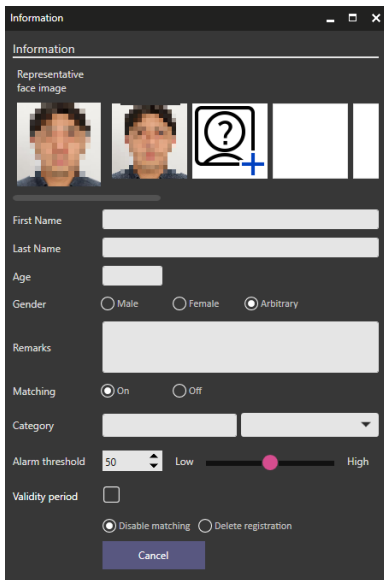 Information
Information
Representative
face image
First Name
Last Name
Age
Gender Male Female Arbitrary
Remarks
Matching On Off
Category
Alarm threshold 50 Low High
Validity period
Disable matching Delete registration
Cancel